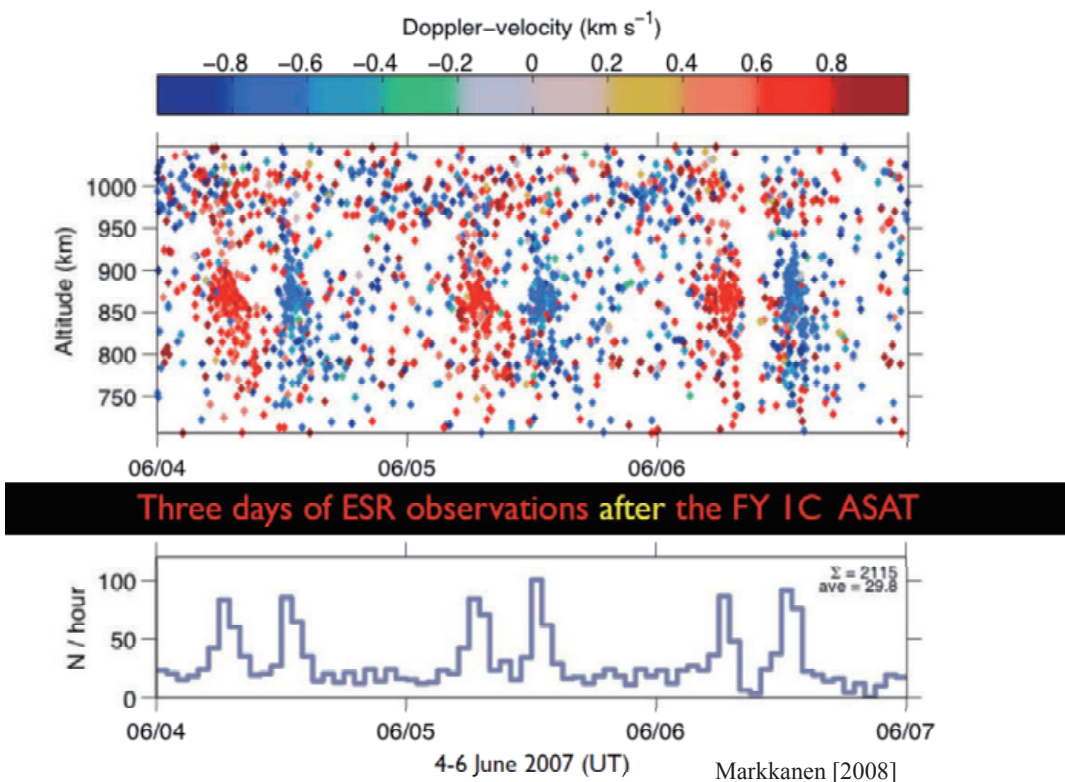 Doppler–velocity (km s⁻¹)
−0.8 −0.6 −0.4 −0.2 0 0.2 0.4 0.6 0.8
Altitude (km)
1000
950
900
850
800
750
06/04 06/05 06/06
Three days of ESR observations after the FY 1C ASAT
N / hour
100
50
0
Σ = 2115
ave = 29.8
06/04 06/05 06/06 06/07
4-6 June 2007 (UT)
Markkanen [2008]